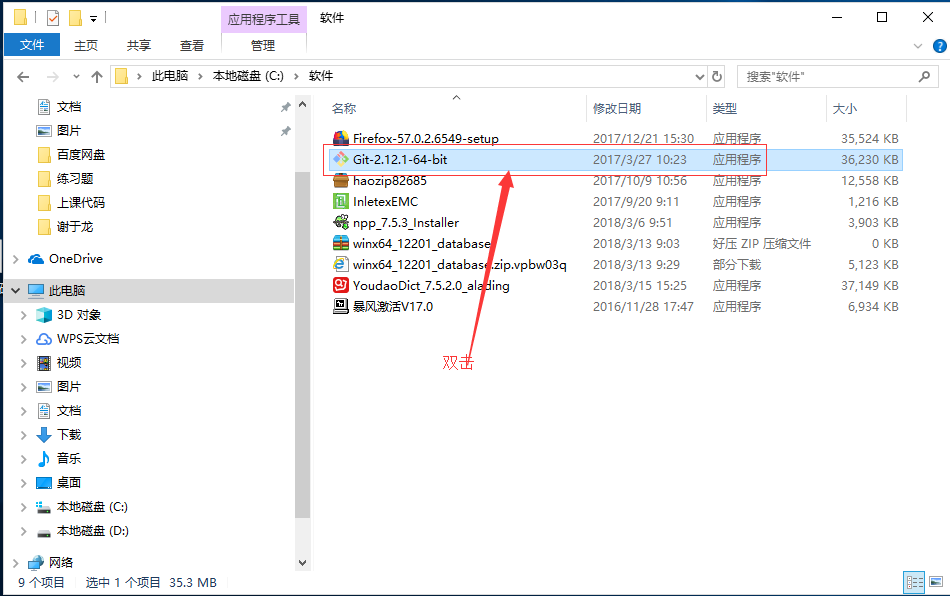 应用程序工具 软件
文件 主页 共享 查看 管理
此电脑 本地磁盘 (C:) 软件 搜索"软件"
文档
图片
百度网盘
练习题
上课代码
谢于龙
OneDrive
此电脑
3D 对象
WPS云文档
视频
图片
文档
下载
音乐
桌面
本地磁盘 (C:)
本地磁盘 (D:)
网络
名称 修改日期 类型 大小
Firefox-57.0.2.6549-setup 2017/12/21 15:30 应用程序 35,524 KB
Git-2.12.1-64-bit 2017/3/27 10:23 应用程序 36,230 KB
haozip82685 2017/10/9 10:56 应用程序 12,558 KB
InletexEMC 2017/9/20 9:11 应用程序 1,216 KB
npp_7.5.3_Installer 2018/3/6 9:51 应用程序 3,903 KB
winx64_12201_database 2018/3/13 9:03 好压 ZIP 压缩文件 0 KB
winx64_12201_database.zip.vpbw03q 2018/3/13 9:29 部分下载 5,123 KB
YoudaoDict_7.5.2.0_alading 2018/3/15 15:25 应用程序 37,149 KB
暴风激活V17.0 2016/11/28 17:47 应用程序 6,934 KB
双击
9 个项目 选中 1 个项目 35.3 MB